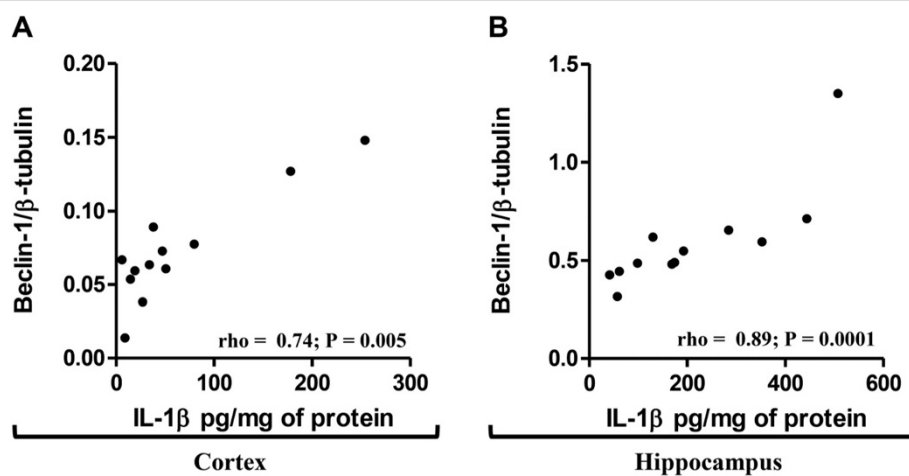 A
B
Beclin-1/β-tubulin
0.20
0.15
0.10
0.05
0.00
rho = 0.74; P = 0.005
0
100
200
300
IL-1β pg/mg of protein
Cortex
Beclin-1/β-tubulin
1.5
1.0
0.5
0.0
rho = 0.89; P = 0.0001
0
200
400
600
IL-1β pg/mg of protein
Hippocampus